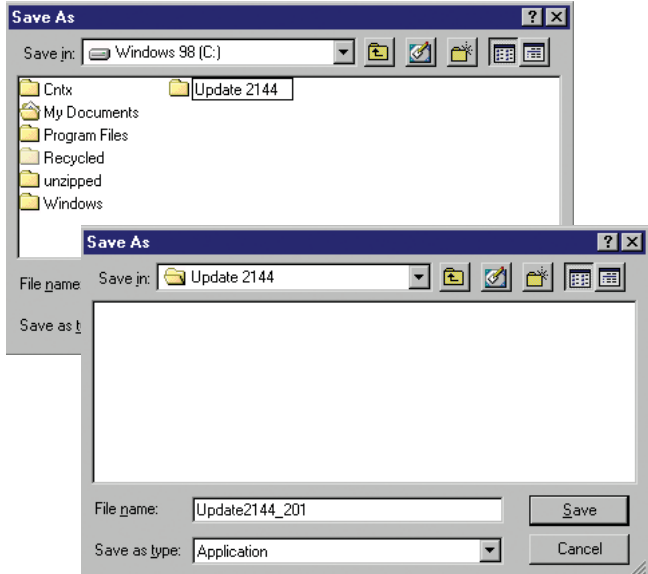 Save As
Save in: Windows 98 (C:)
Cntx Update 2144
My Documents
Program Files
Recycled
unzipped
Windows
File name
Save as t
Save As
Save in: Update 2144
File name: Update2144_201 Save
Save as type: Application Cancel